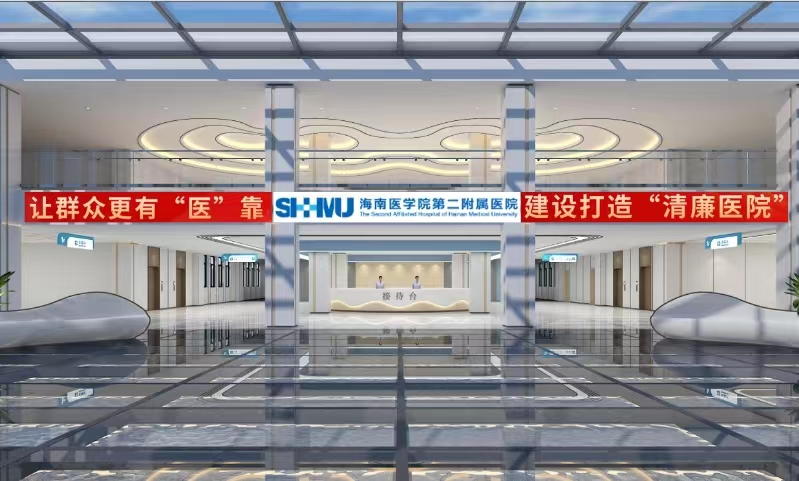 让群众更有“医”靠
SHMU
海南医学院第二附属医院
The Second Affiliated Hospital of Hainan Medical University
建设打造“清廉医院”
接待台